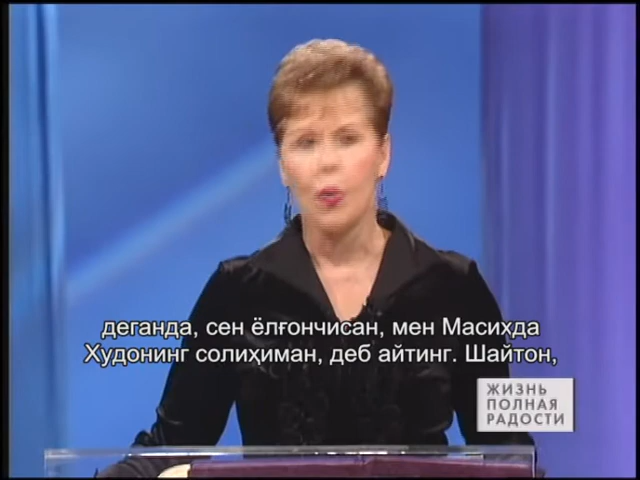 деганда, сен ёлғончисан, мен Масиҳда
Худонинг солиҳиман, деб айтинг. Шайтон,
ЖИЗНЬ
ПОЛНАЯ
РАДОСТИ